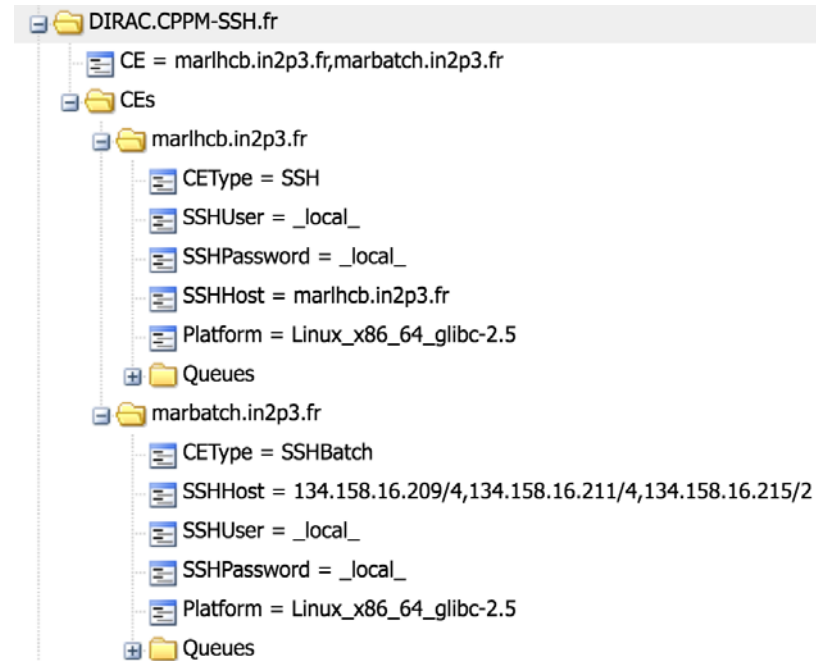 DIRAC.CPPM-SSH.fr
CE = marlhcb.in2p3.fr,marbatch.in2p3.fr
CEs
marlhcb.in2p3.fr
CEType = SSH
SSHUser = _local_
SSHPassword = _local_
SSHHost = marlhcb.in2p3.fr
Platform = Linux_x86_64_glibc-2.5
Queues
marbatch.in2p3.fr
CEType = SSHBatch
SSHHost = 134.158.16.209/4,134.158.16.211/4,134.158.16.215/2
SSHUser = _local_
SSHPassword = _local_
Platform = Linux_x86_64_glibc-2.5
Queues